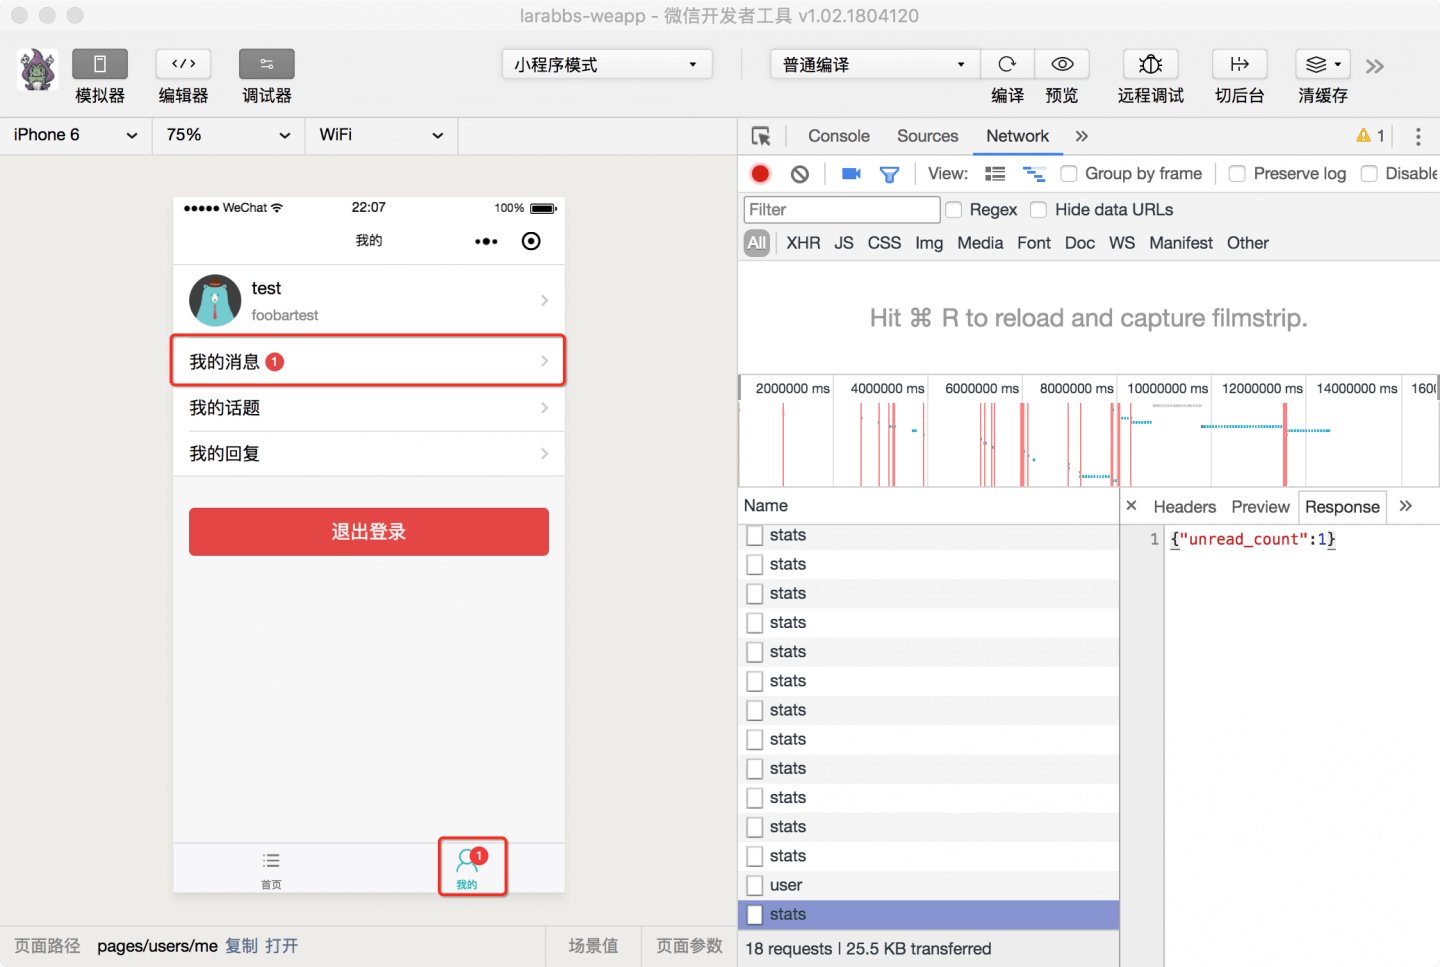 larabbs-weapp - 微信开发者工具 v1.02.1804120
模拟器 编辑器 调试器 小程序模式 普通编译 编译 预览 远程调试 切后台 清缓存
iPhone 6 75% WiFi
Console Sources Network 1
View: Group by frame Preserve log Disable
Filter Regex Hide data URLs
All XHR JS CSS Img Media Font Doc WS Manifest Other
Hit ⌘ R to reload and capture filmstrip.
2000000 ms 4000000 ms 6000000 ms 8000000 ms 10000000 ms 12000000 ms 14000000 ms 1600
WeChat 22:07 100%
我的
test
foobartest
我的消息 1
我的话题
我的回复
退出登录
1
首页 我的
Name
stats
stats
stats
stats
stats
stats
stats
stats
stats
stats
stats
stats
user
stats
18 requests | 25.5 KB transferred
× Headers Preview Response
1 {"unread_count":1}
页面路径 pages/users/me 复制 打开 场景值 页面参数